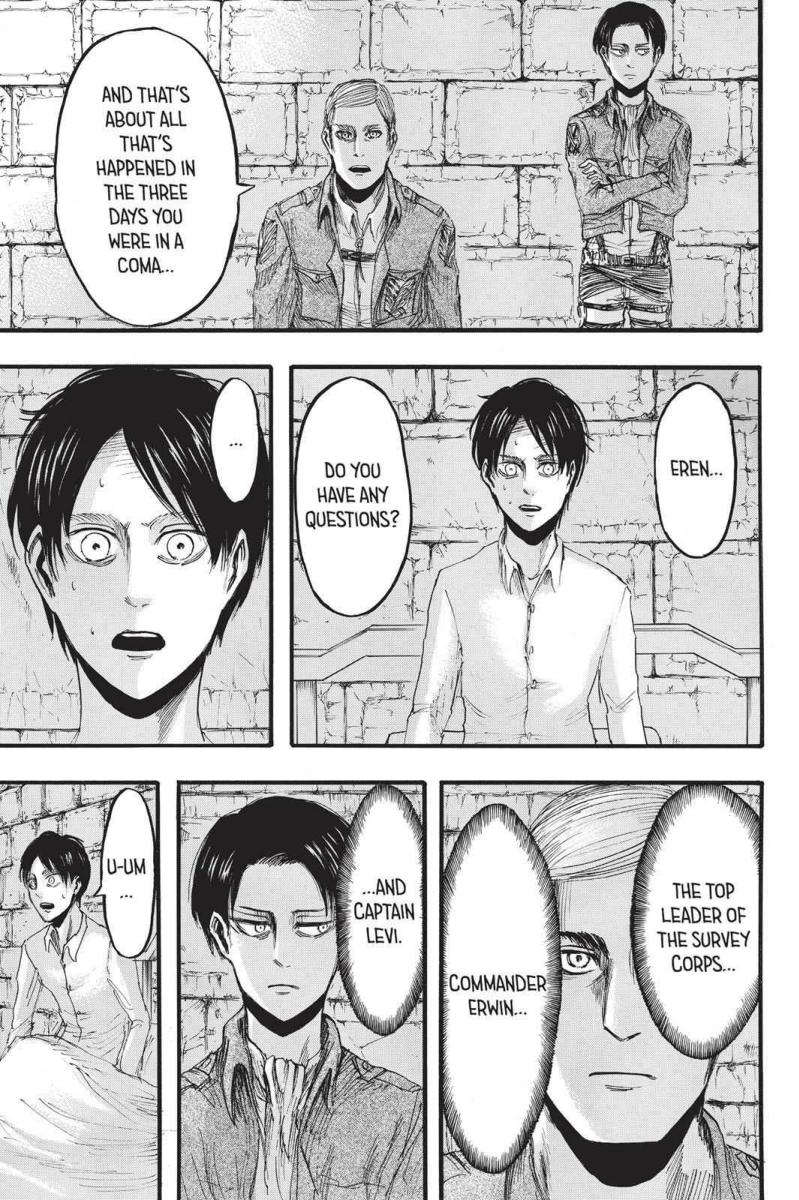 AND THAT'S
ABOUT ALL
THAT'S
HAPPENED IN
THE THREE
DAYS YOU
WERE IN A
COMA...
EREN...
DO YOU
HAVE ANY
QUESTIONS?
...
THE TOP
LEADER OF
THE SURVEY
CORPS...
COMMANDER
ERWIN...
...AND
CAPTAIN
LEVI.
U-UM
...